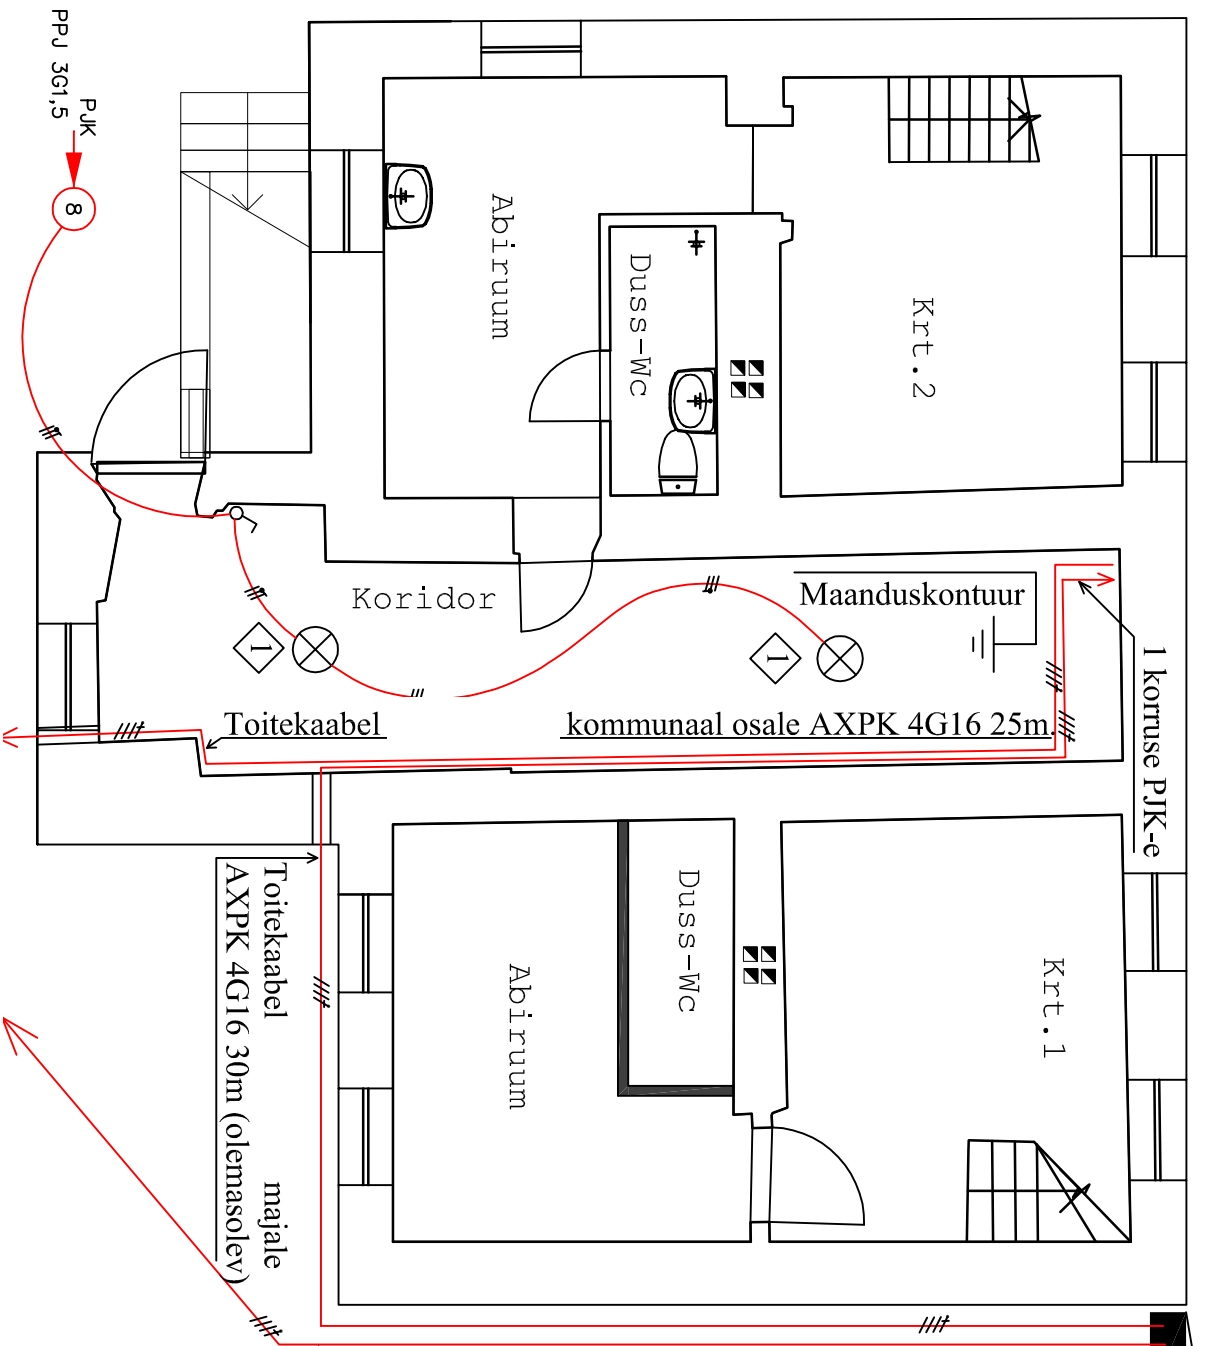 PJK
PPJ 3G1,5
8
Abiruum
Duss-Wc
Krt.2
Koridor
1
1
Maanduskontuur
1 korruse PJK-e
Toitekaabel kommunaal osale AXPK 4G16 25m.
Toitekaabel majale
AXPK 4G16 30m (olemasolev)
Abiruum
Duss-Wc
Krt.1